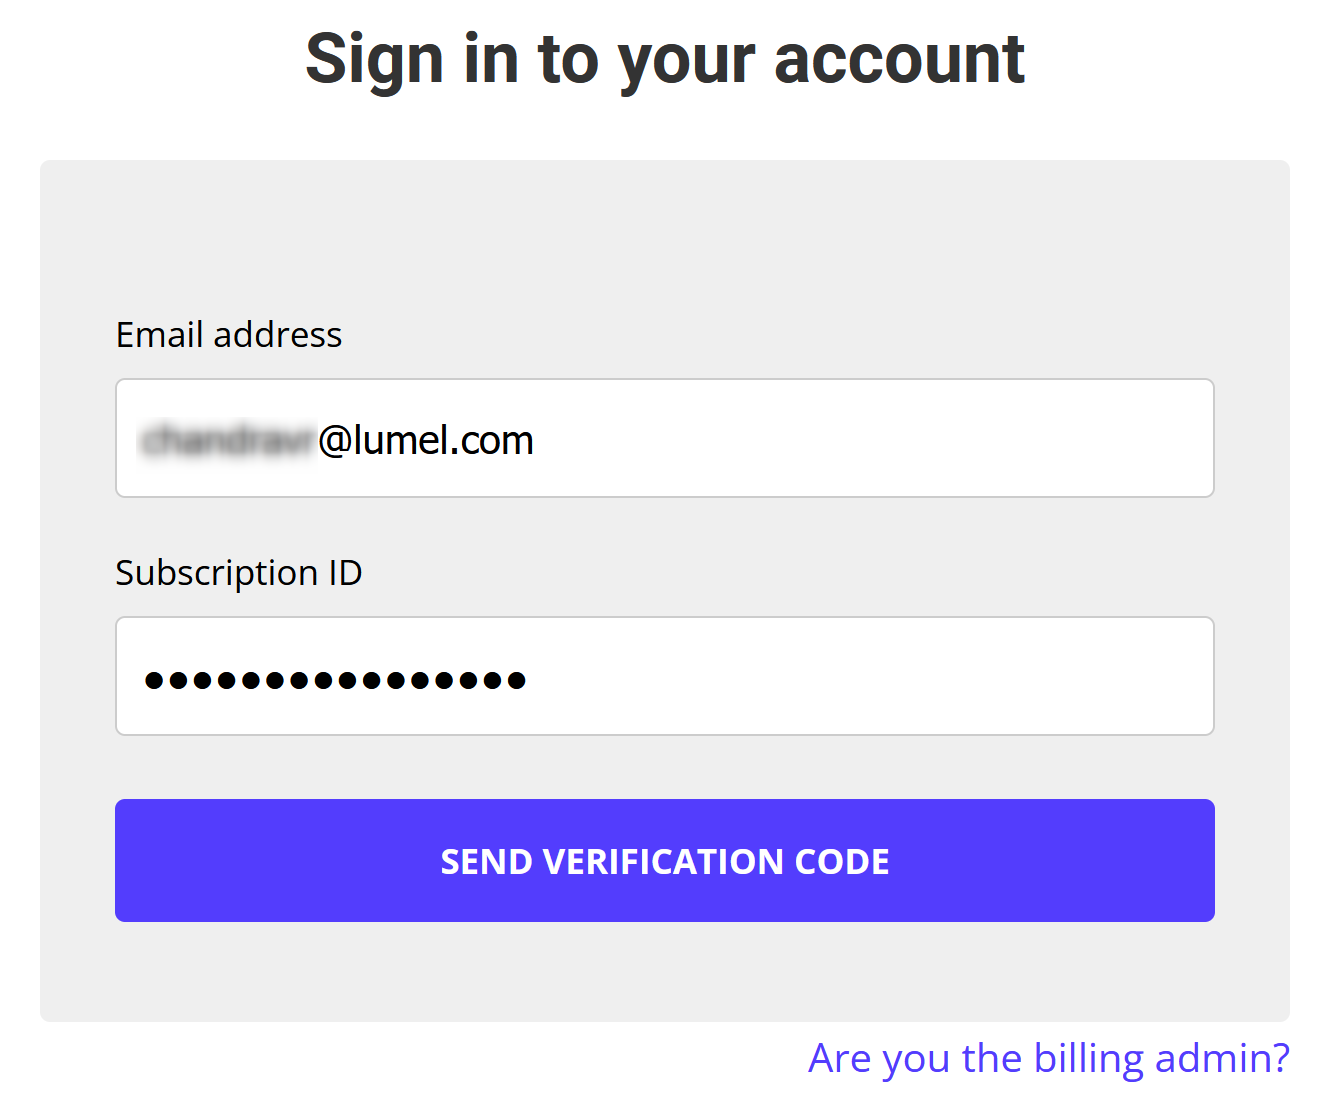 Sign in to your account
Email address
@lumel.com
Subscription ID
••••••••••••••••
SEND VERIFICATION CODE
Are you the billing admin?